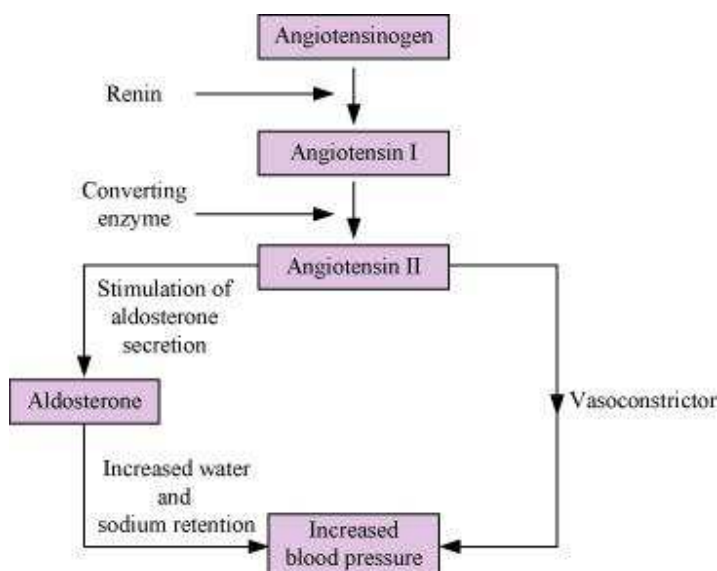 Angiotensinogen
Renin
Angiotensin I
Converting
enzyme
Angiotensin II
Stimulation of
aldosterone
secretion
Aldosterone
Vasoconstrictor
Increased water
and
sodium retention
Increased
blood pressure